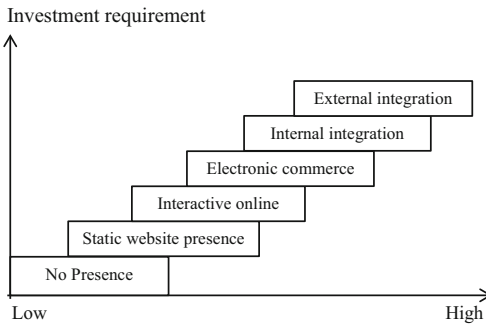 Investment requirement
External integration
Internal integration
Electronic commerce
Interactive online
Static website presence
No Presence
Low
High